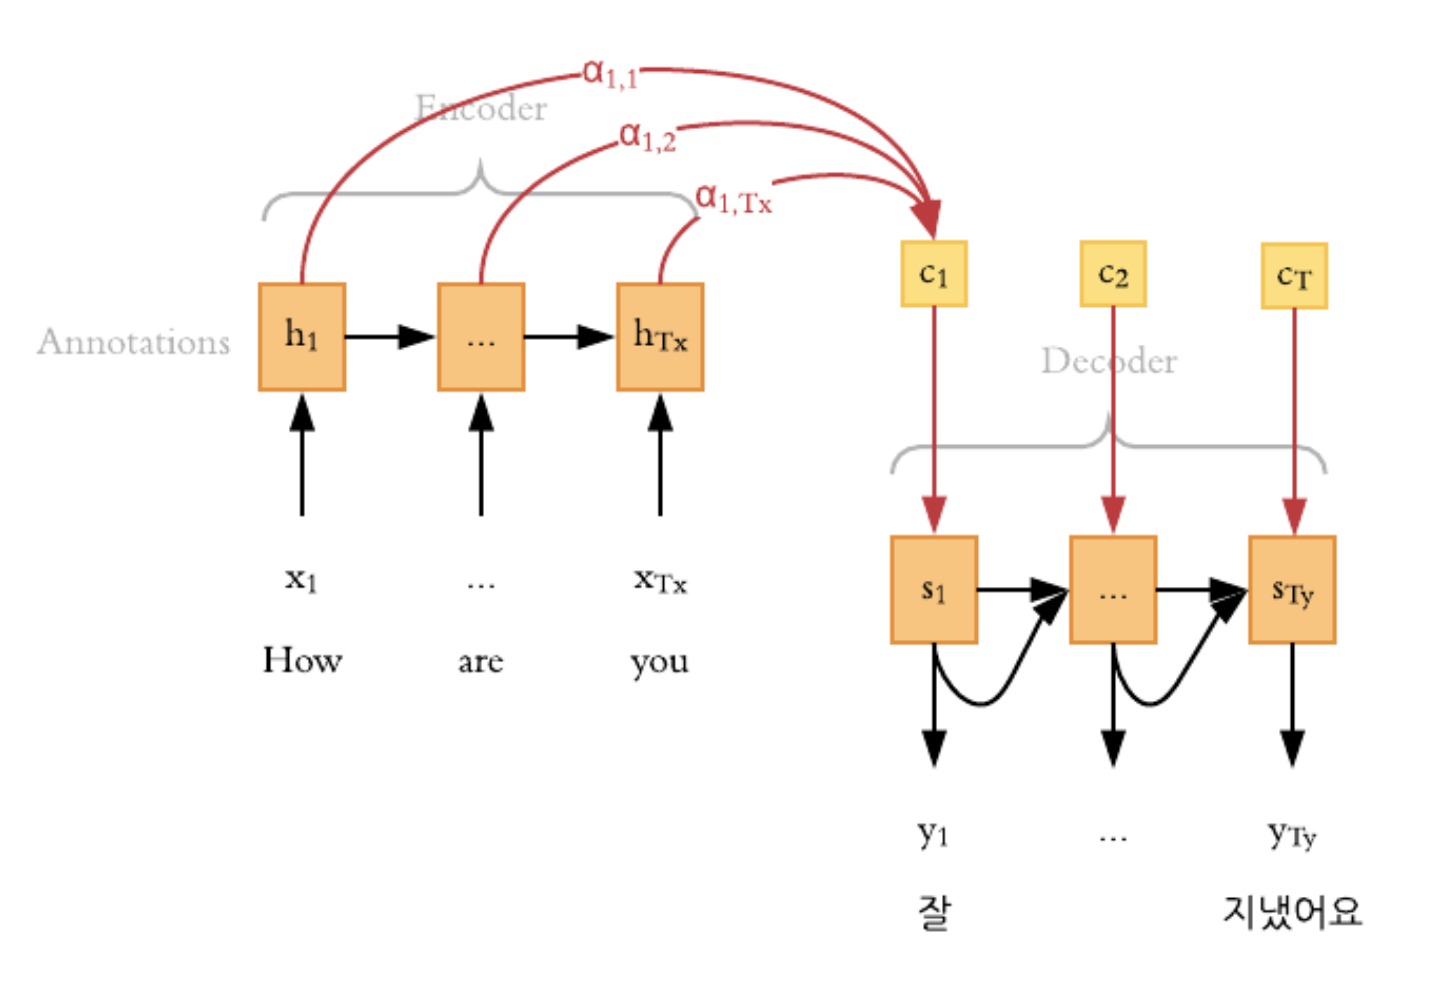 α1,1
Encoder
α1,2
α1,Tx
Annotations
h1 ... hTx
x1 ... xTx
How are you
c1 c2 cT
Decoder
s1 ... sTy
y1 ... yTy
잘 지냈어요